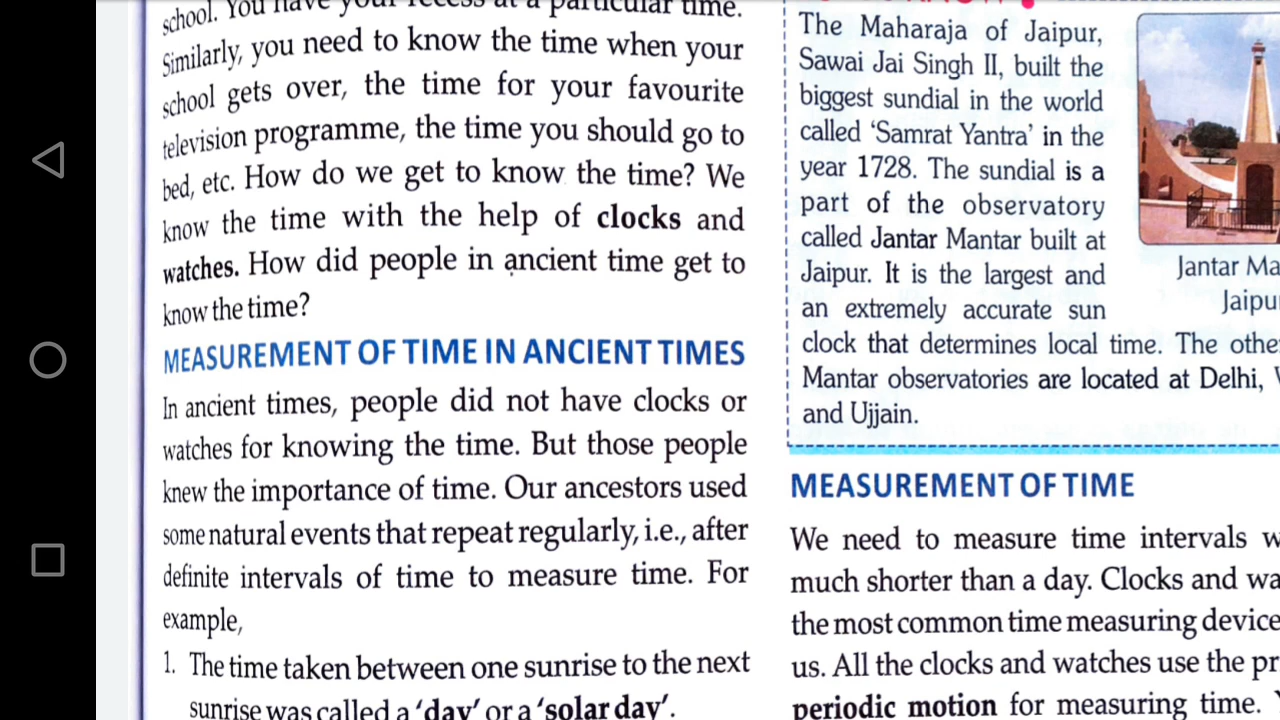 school. You have your recess at a particular time.
Similarly, you need to know the time when your
school gets over, the time for your favourite
television programme, the time you should go to
bed, etc. How do we get to know the time? We
know the time with the help of clocks and
watches. How did people in ancient time get to
know the time?
MEASUREMENT OF TIME IN ANCIENT TIMES
In ancient times, people did not have clocks or
watches for knowing the time. But those people
knew the importance of time. Our ancestors used
some natural events that repeat regularly, i.e., after
definite intervals of time to measure time. For
example,
1. The time taken between one sunrise to the next
sunrise was called a 'day' or a 'solar day'.
The Maharaja of Jaipur,
Sawai Jai Singh II, built the
biggest sundial in the world
called 'Samrat Yantra' in the
year 1728. The sundial is a
part of the observatory
called Jantar Mantar built at
Jaipur. It is the largest and
an extremely accurate sun
clock that determines local time. The othe
Mantar observatories are located at Delhi,
and Ujjain.
Jantar Ma
Jaipu
MEASUREMENT OF TIME
We need to measure time intervals w
much shorter than a day. Clocks and wa
the most common time measuring device
us. All the clocks and watches use the pr
periodic motion for measuring time.